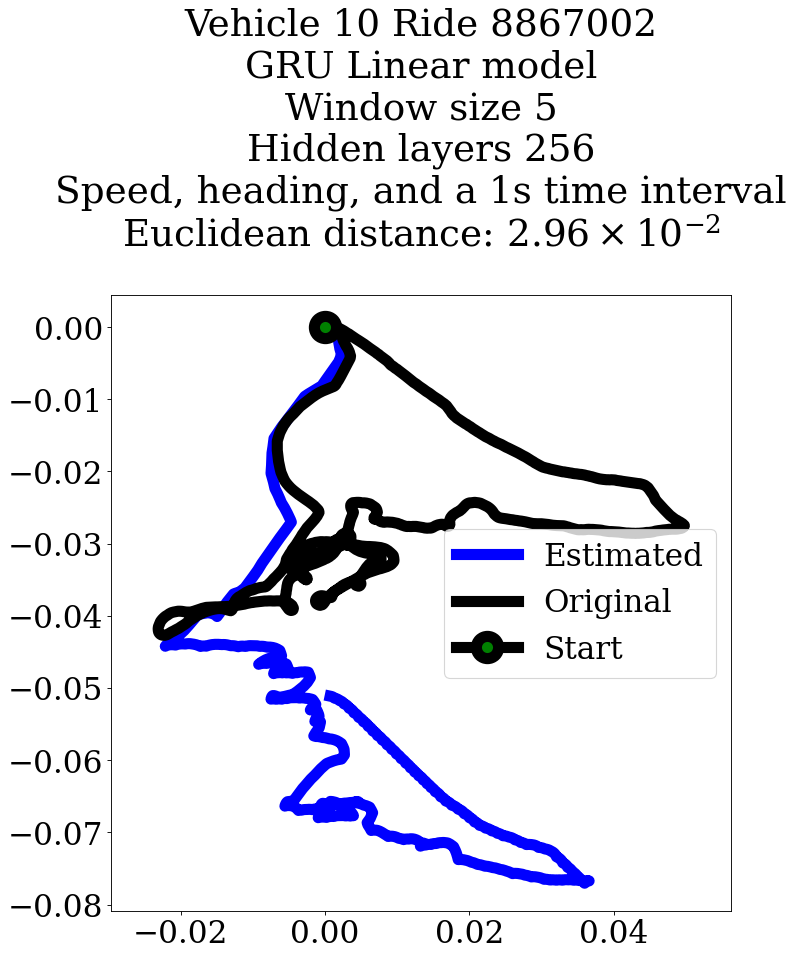 Vehicle 10 Ride 8867002
GRU Linear model
Window size 5
Hidden layers 256
Speed, heading, and a 1s time interval
Euclidean distance: 2.96 × 10⁻²
0.00
−0.01
−0.02
−0.03
−0.04
−0.05
−0.06
−0.07
−0.08
Estimated
Original
Start
−0.02 0.00 0.02 0.04